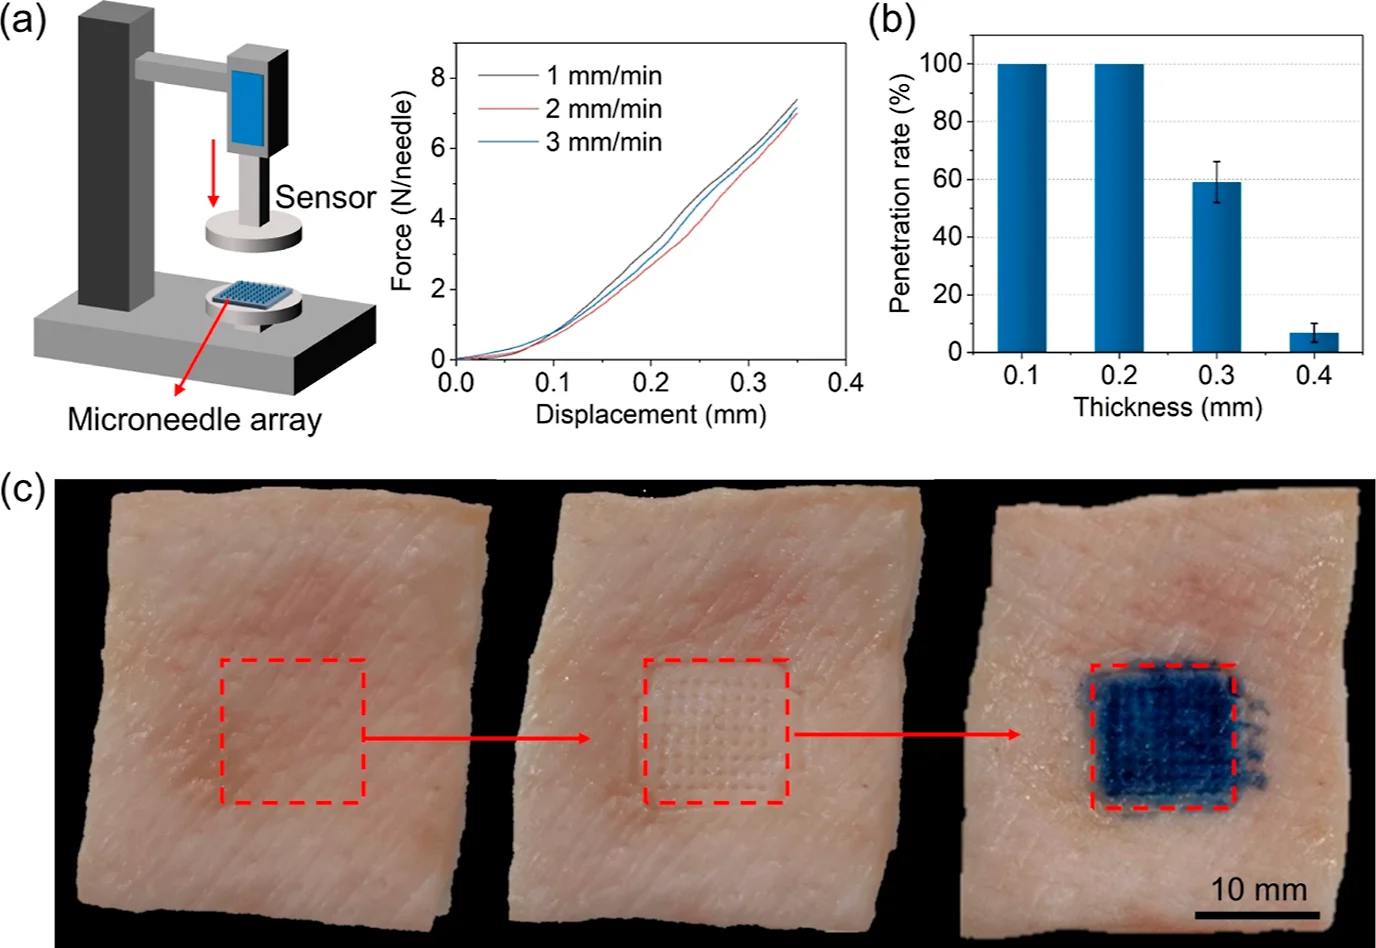 (a)
Sensor
Microneedle array
Force (N/needle)
8
6
4
2
0
1 mm/min
2 mm/min
3 mm/min
0.0 0.1 0.2 0.3 0.4
Displacement (mm)
(b)
Penetration rate (%)
100
80
60
40
20
0
0.1 0.2 0.3 0.4
Thickness (mm)
(c)
10 mm